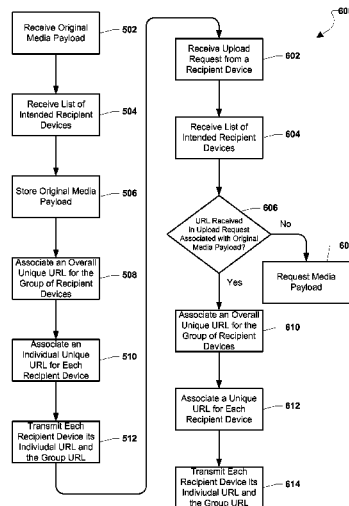 Receive Original
Media Payload
502
Receive List of
Intended Recipient
Devices
504
Store Original Media
Payload
506
Associate an Overall
Unique URL for the
Group of Recipient
Devices
508
Associate an
Individual Unique
URL for Each
Recipient Device
510
Transmit Each
Recipient Device Its
Indiviudal URL and
the Group URL
512
Receive Upload
Request from a
Recipient Device
602
Receive List of
Intended Recipient
Devices
604
URL Received
in Upload Request
Associated with Original
Media Payload?
606
No
Yes
Request Media
Payload
Associate an Overall
Unique URL for the
Group of Recipient
Devices
610
Associate a Unique
URL for Each
Recipient Device
612
Transmit Each
Recipient Device Its
Indiviudal URL and
the Group URL
614